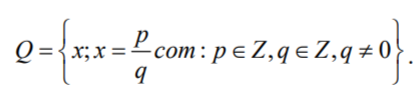 Q = {x; x = p/q com : p ∈ Z, q ∈ Z, q ≠ 0}.